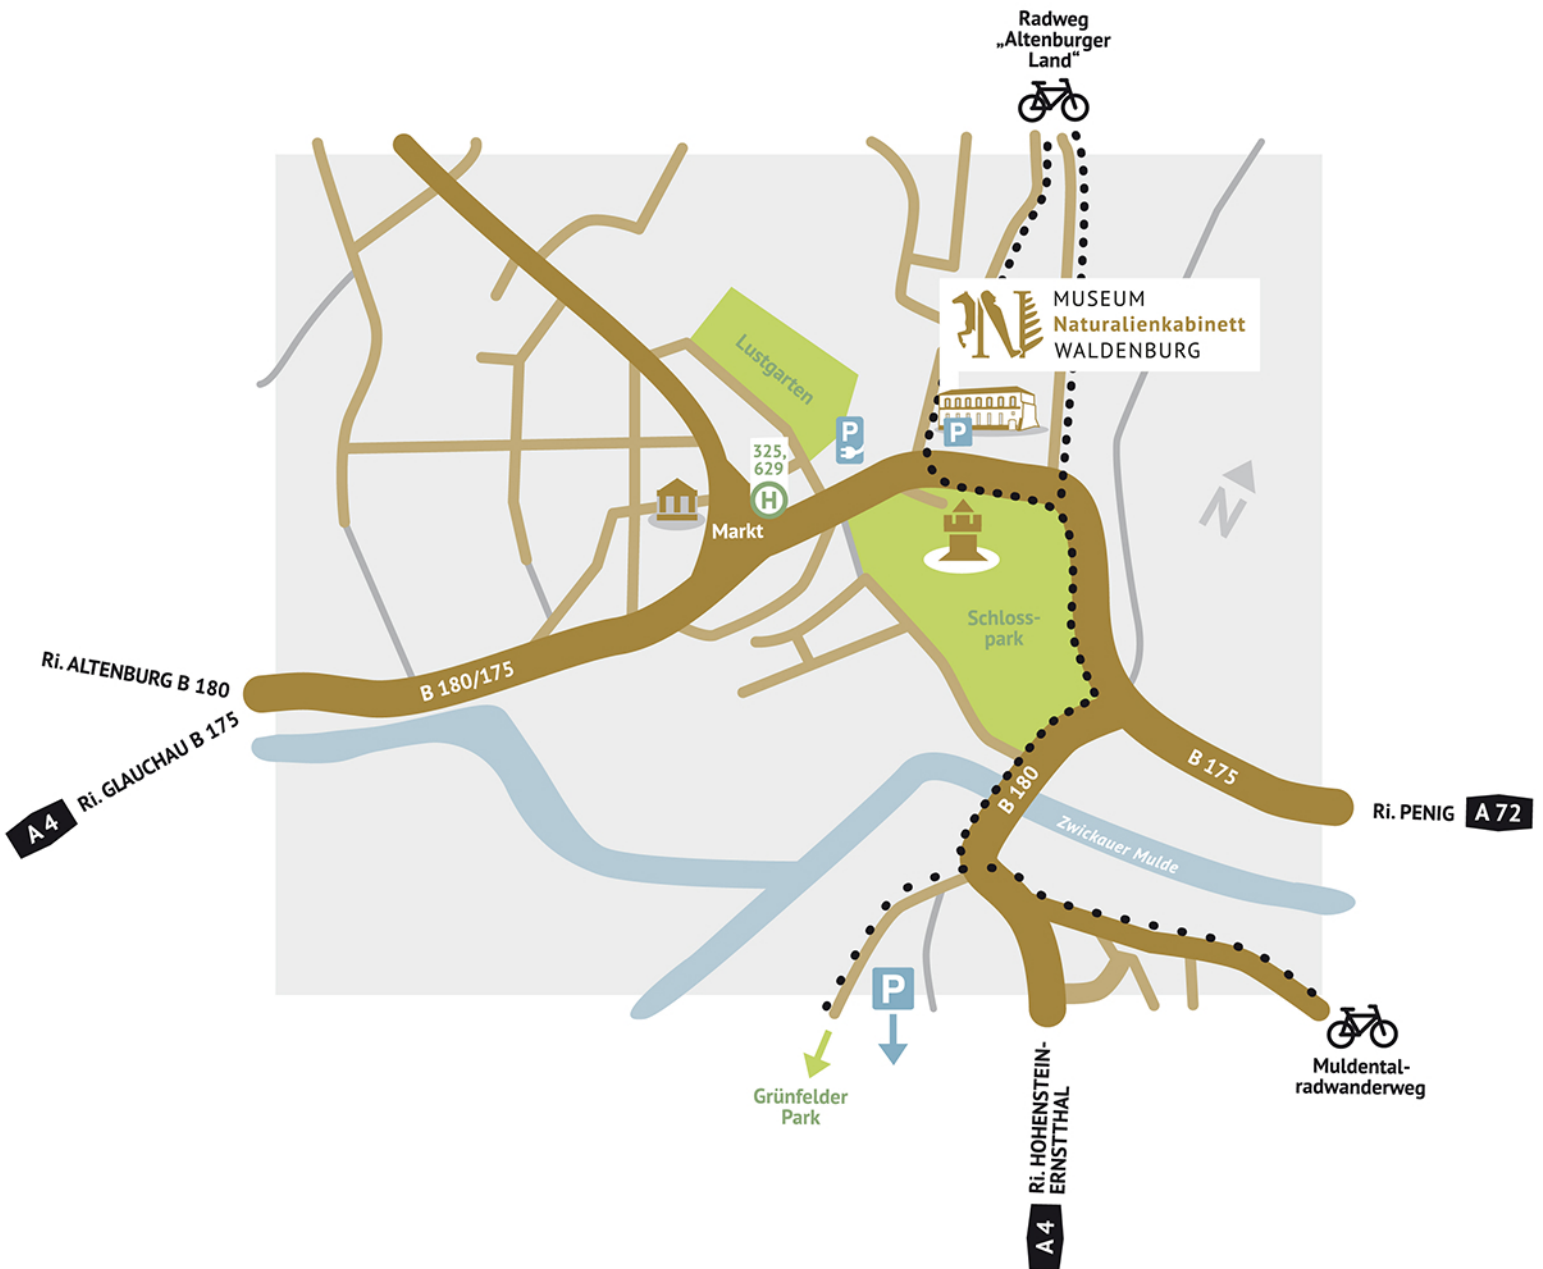 Radweg
„Altenburger
Land“
MUSEUM
Naturalienkabinett
WALDENBURG
Lustgarten
P
P
325,
629
H
Markt
N
Schloss-
park
Ri. ALTENBURG B 180
B 180/175
Ri. GLAUCHAU B 175
A 4
B 180
B 175
Ri. PENIG A 72
Zwickauer Mulde
P
Grünfelder
Park
Muldental-
radwanderweg
Ri. HOHENSTEIN-
ERNSTTHAL
A 4